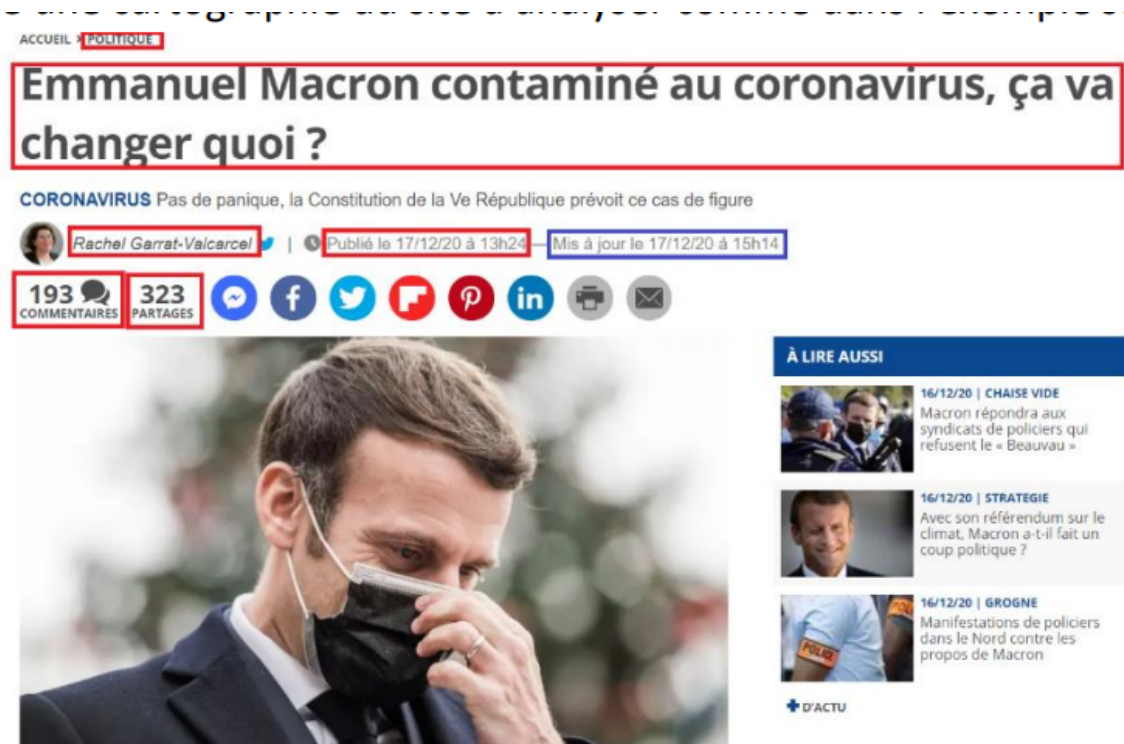 ACCUEIL > POLITIQUE
Emmanuel Macron contaminé au coronavirus, ça va
changer quoi ?
CORONAVIRUS Pas de panique, la Constitution de la Ve République prévoit ce cas de figure
Rachel Garrat-Valcarcel | Publié le 17/12/20 à 13h24 — Mis à jour le 17/12/20 à 15h14
193
COMMENTAIRES
323
PARTAGES
À LIRE AUSSI
16/12/20 | CHAISE VIDE
Macron répondra aux
syndicats de policiers qui
refusent le « Beauvau »
16/12/20 | STRATEGIE
Avec son référendum sur le
climat, Macron a-t-il fait un
coup politique ?
16/12/20 | GROGNE
Manifestations de policiers
dans le Nord contre les
propos de Macron
POLICE
D'ACTU